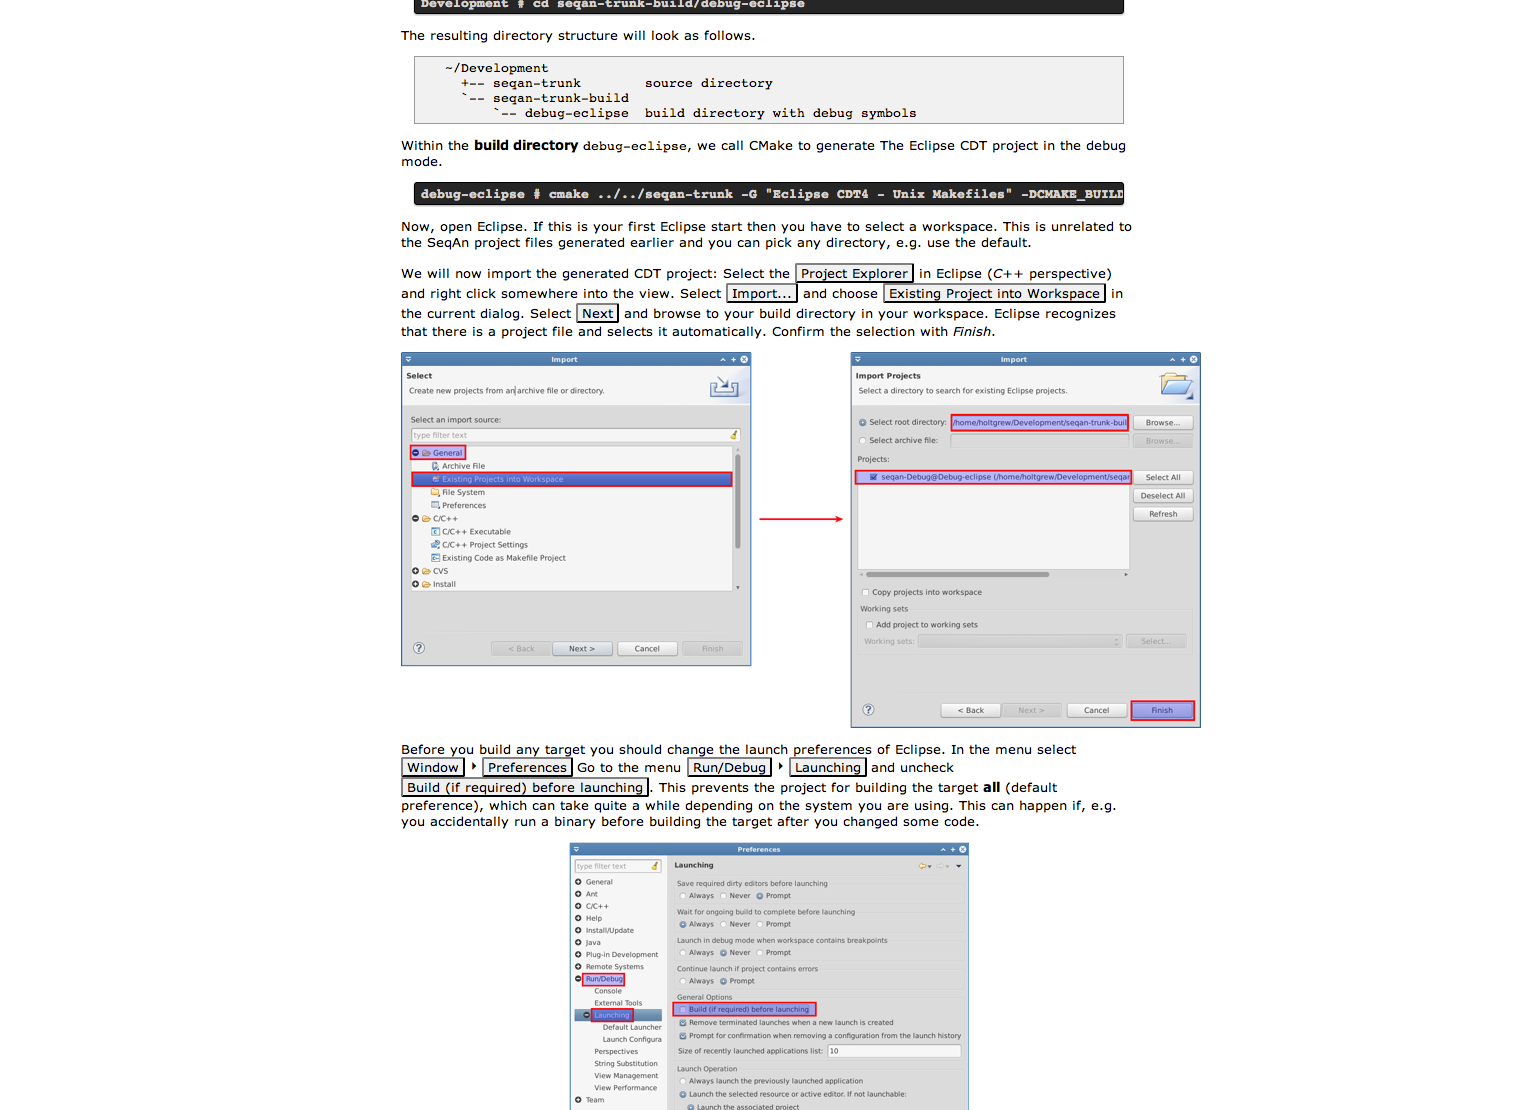 Development # cd seqan-trunk-build/debug-eclipse
The resulting directory structure will look as follows.
~/Development
+-- seqan-trunk        source directory
`-- seqan-trunk-build
`-- debug-eclipse  build directory with debug symbols
Within the build directory debug-eclipse, we call CMake to generate The Eclipse CDT project in the debug
mode.
debug-eclipse # cmake ../../seqan-trunk -G "Eclipse CDT4 - Unix Makefiles" -DCMAKE_BUILD
Now, open Eclipse. If this is your first Eclipse start then you have to select a workspace. This is unrelated to
the SeqAn project files generated earlier and you can pick any directory, e.g. use the default.
We will now import the generated CDT project: Select the Project Explorer in Eclipse (C++ perspective)
and right click somewhere into the view. Select Import... and choose Existing Project into Workspace in
the current dialog. Select Next and browse to your build directory in your workspace. Eclipse recognizes
that there is a project file and selects it automatically. Confirm the selection with Finish.
Import
Select
Create new projects from an archive file or directory.
Select an import source:
type filter text
General
Archive File
Existing Projects into Workspace
File System
Preferences
C/C++
C/C++ Executable
C/C++ Project Settings
Existing Code as Makefile Project
CVS
Install
? < Back Next > Cancel Finish
Import
Import Projects
Select a directory to search for existing Eclipse projects.
Select root directory: /home/holtgrew/Development/seqan-trunk-buil Browse...
Select archive file: Browse...
Projects:
seqan-Debug@Debug-eclipse (/home/holtgrew/Development/seqan Select All
Deselect All
Refresh
Copy projects into workspace
Working sets
Add project to working sets
Working sets: Select...
? < Back Next > Cancel Finish
Before you build any target you should change the launch preferences of Eclipse. In the menu select
Window ‣ Preferences Go to the menu Run/Debug ‣ Launching and uncheck
Build (if required) before launching. This prevents the project for building the target all (default
preference), which can take quite a while depending on the system you are using. This can happen if, e.g.
you accidentally run a binary before building the target after you changed some code.
Preferences
type filter text
General
Ant
C/C++
Help
Install/Update
Java
Plug-in Development
Remote Systems
Run/Debug
Console
External Tools
Launching
Default Launcher
Launch Configura
Perspectives
String Substitution
View Management
View Performance
Team
Launching
Save required dirty editors before launching
Always Never Prompt
Wait for ongoing build to complete before launching
Always Never Prompt
Launch in debug mode when workspace contains breakpoints
Always Never Prompt
Continue launch if project contains errors
Always Prompt
General Options
Build (if required) before launching
Remove terminated launches when a new launch is created
Prompt for confirmation when removing a configuration from the launch history
Size of recently launched applications list: 10
Launch Operation
Always launch the previously launched application
Launch the selected resource or active editor. If not launchable:
Launch the associated project